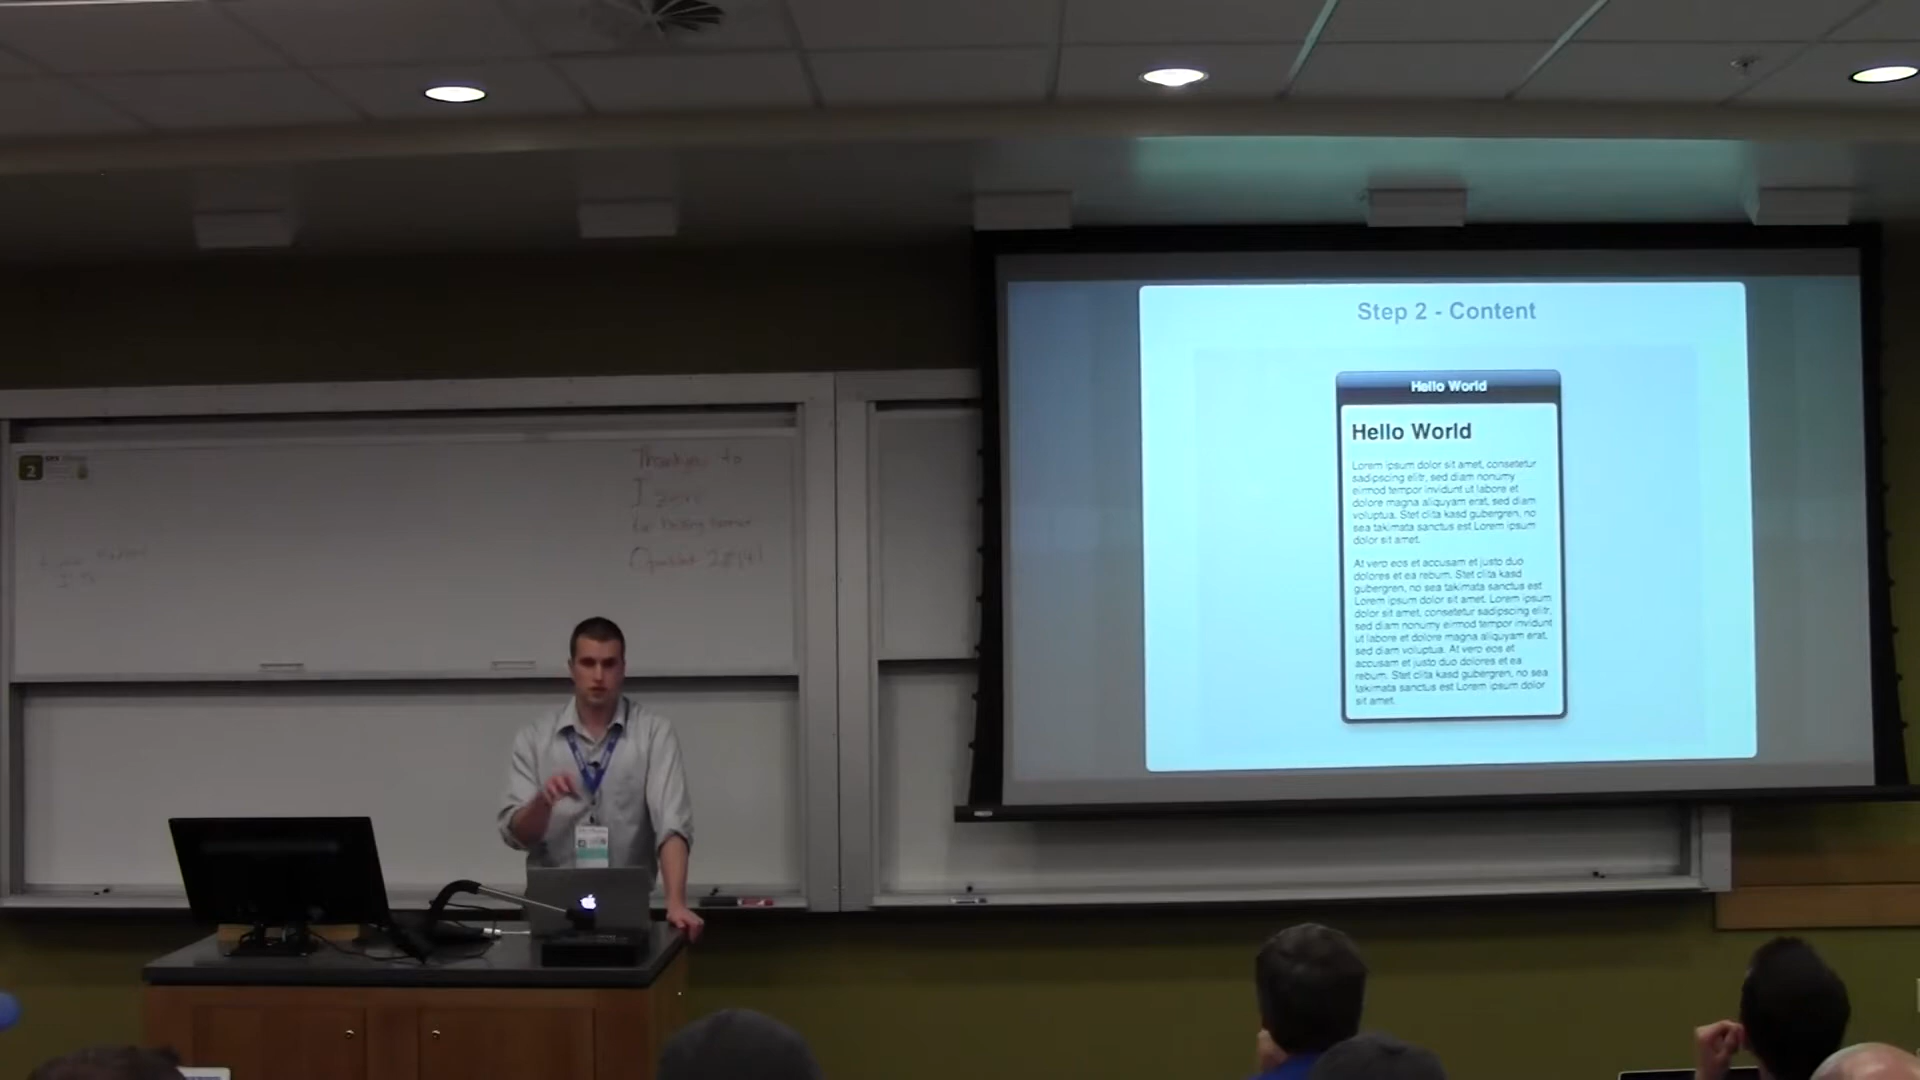 2
Thank you to
for
Step 2 - Content
Hello World
Hello World
Lorem ipsum dolor sit amet, consetetur
sadipscing elitr, sed diam nonumy
eirmod tempor invidunt ut labore et
dolore magna aliquyam erat, sed diam
voluptua. Stet clita kasd gubergren, no
sea takimata sanctus est Lorem ipsum
dolor sit amet.
At vero eos et accusam et justo duo
dolores et ea rebum. Stet clita kasd
gubergren, no sea takimata sanctus est
Lorem ipsum dolor sit amet. Lorem ipsum
dolor sit amet, consetetur sadipscing elitr,
sed diam nonumy eirmod tempor invidunt
ut labore et dolore magna aliquyam erat,
sed diam voluptua. At vero eos et
accusam et justo duo dolores et ea
rebum. Stet clita kasd gubergren, no sea
takimata sanctus est Lorem ipsum dolor
sit amet.